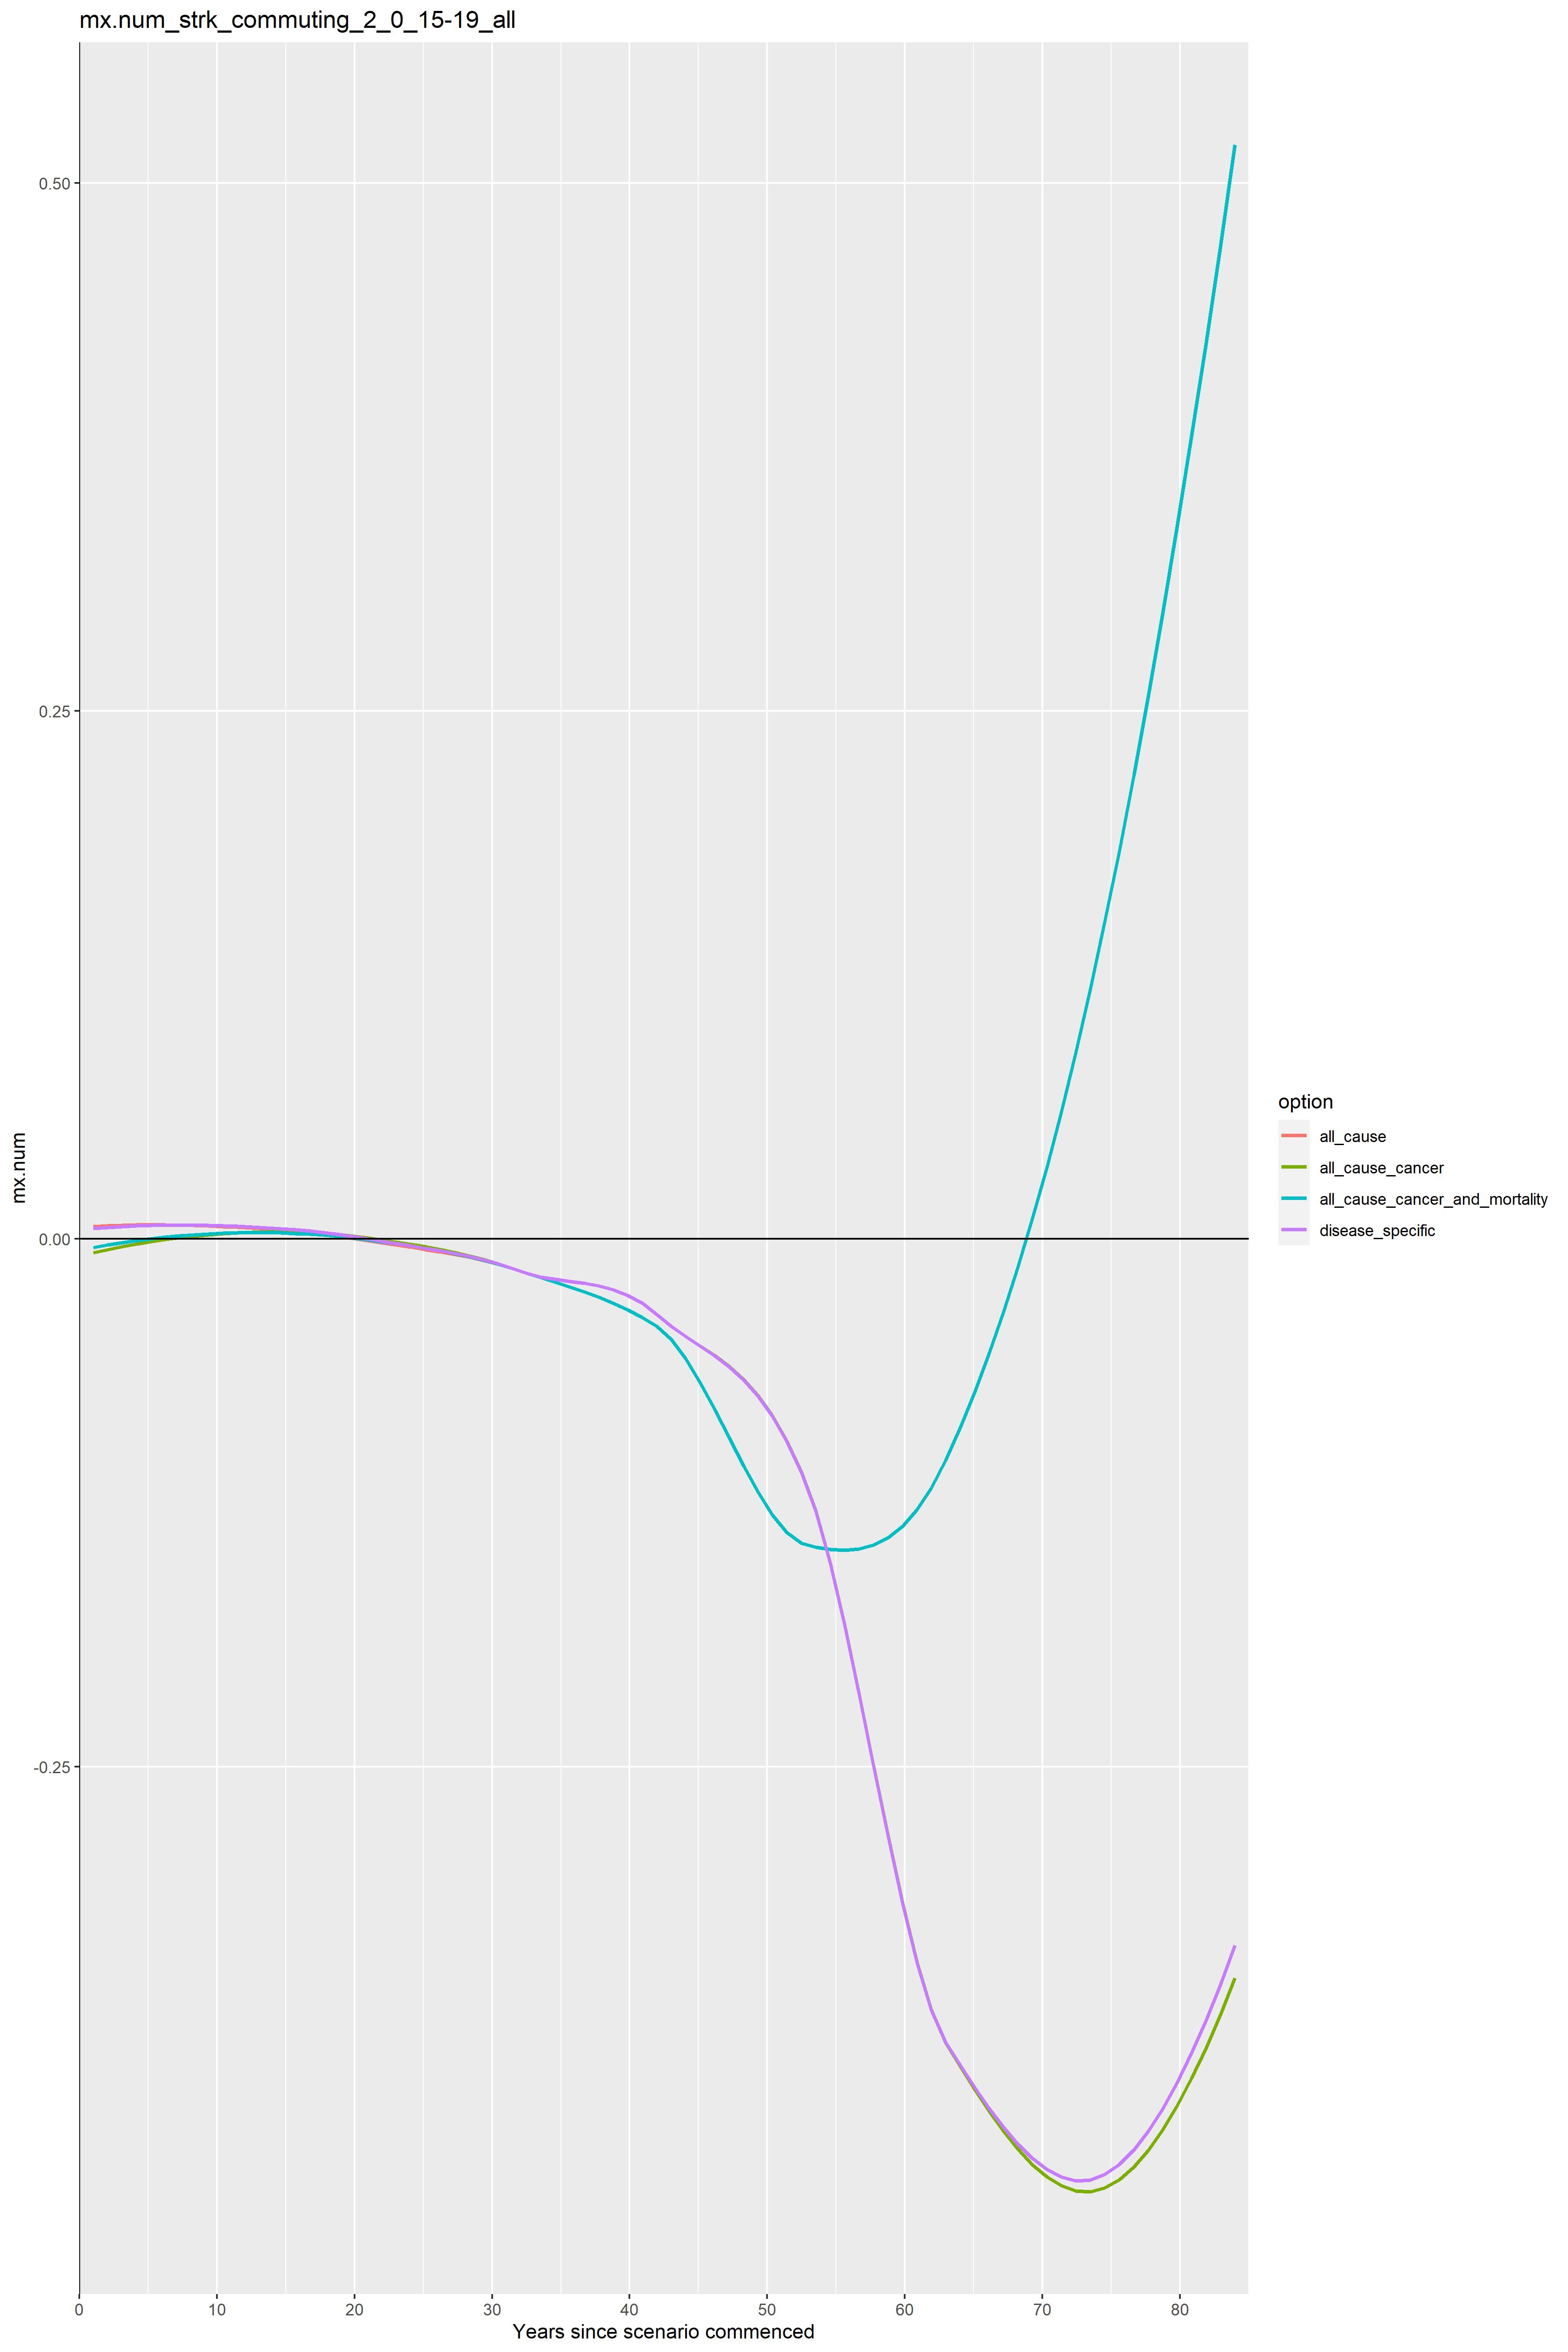 mx.num_strk_commuting_2_0_15-19_all
mx.num
0.50
0.25
0.00
-0.25
0
10
20
30
40
50
60
70
80
Years since scenario commenced
option
all_cause
all_cause_cancer
all_cause_cancer_and_mortality
disease_specific